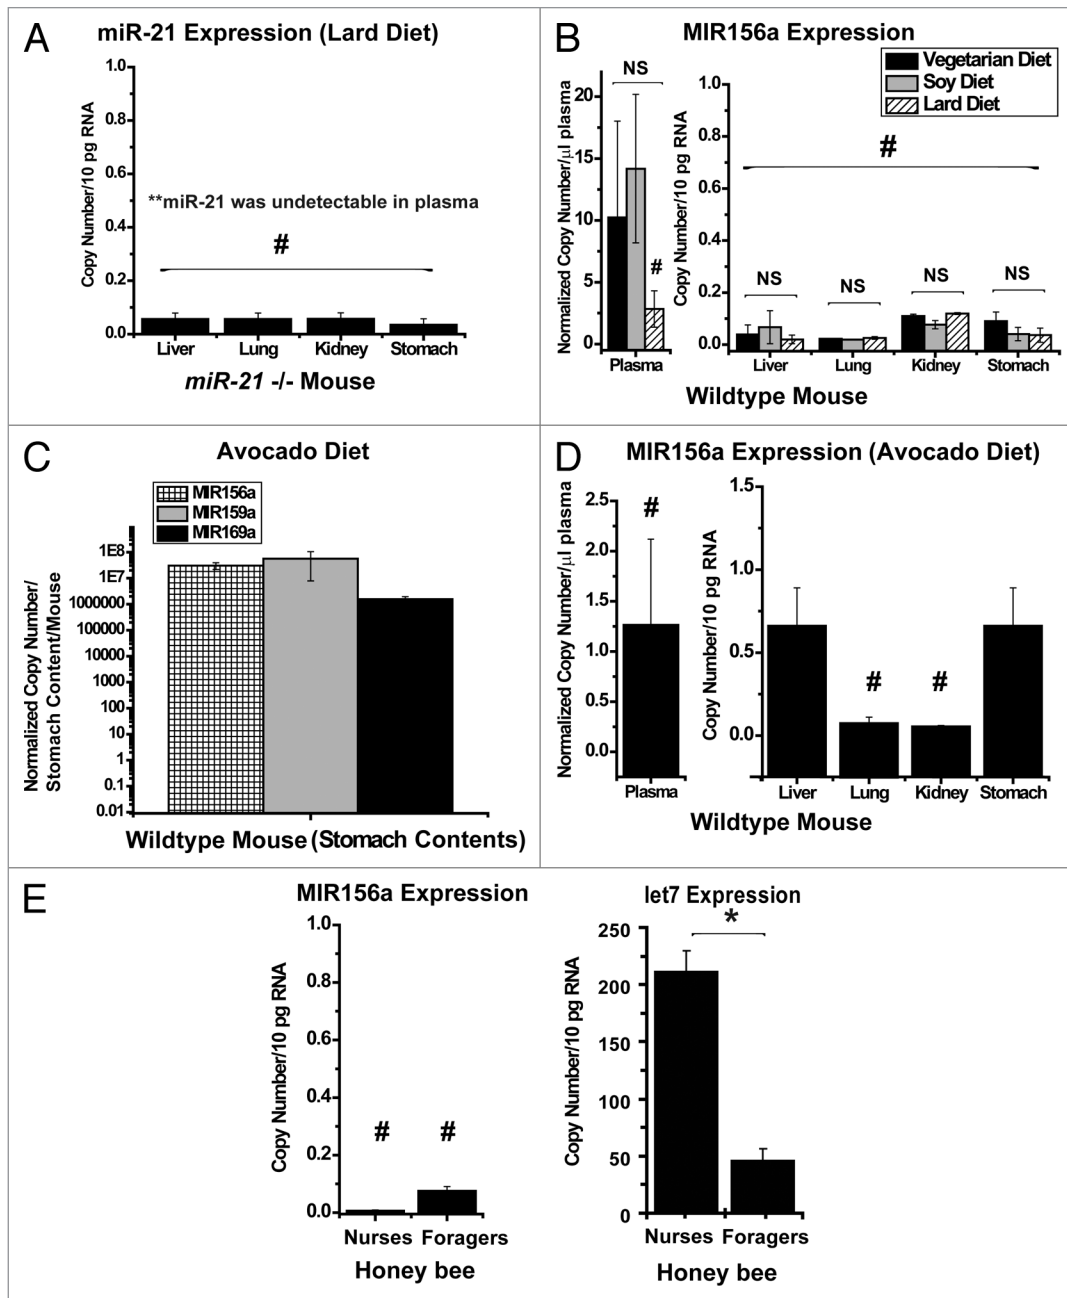 A
miR-21 Expression (Lard Diet)
Copy Number/10 pg RNA
1.0
0.8
0.6
0.4
0.2
0.0
**miR-21 was undetectable in plasma
#
Liver Lung Kidney Stomach
miR-21 -/- Mouse
B
MIR156a Expression
Vegetarian Diet
Soy Diet
Lard Diet
Normalized Copy Number/µl plasma
20
15
10
5
0
NS
#
Plasma
Copy Number/10 pg RNA
1.0
0.8
0.6
0.4
0.2
0.0
#
NS NS NS NS
Liver Lung Kidney Stomach
Wildtype Mouse
C
Avocado Diet
MIR156a
MIR159a
MIR169a
Normalized Copy Number/
Stomach Content/Mouse
1E8
1E7
1000000
100000
10000
1000
100
10
1
0.1
0.01
Wildtype Mouse (Stomach Contents)
D
MIR156a Expression (Avocado Diet)
Normalized Copy Number/µl plasma
2.5
2.0
1.5
1.0
0.5
0.0
#
Plasma
Copy Number/10 pg RNA
1.5
1.0
0.5
0.0
# #
Liver Lung Kidney Stomach
Wildtype Mouse
E
MIR156a Expression
Copy Number/10 pg RNA
1.0
0.8
0.6
0.4
0.2
0.0
# #
Nurses Foragers
Honey bee
let7 Expression
*
Copy Number/10 pg RNA
250
200
150
100
50
0
Nurses Foragers
Honey bee